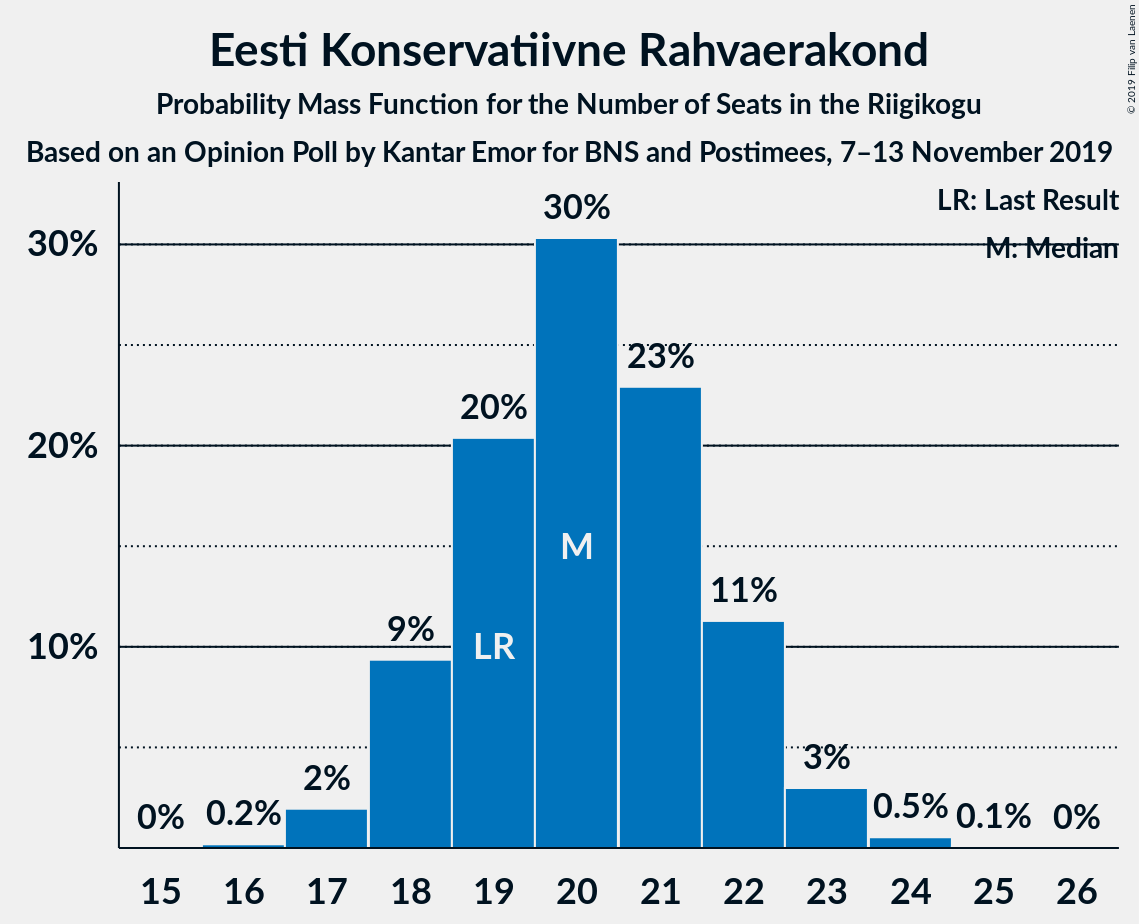 Eesti Konservatiivne Rahvaerakond
Probability Mass Function for the Number of Seats in the Riigikogu
Based on an Opinion Poll by Kantar Emor for BNS and Postimees, 7–13 November 2019
© 2019 Filip van Laenen
LR: Last Result
M: Median
30%
20%
10%
0%
0.2%
2%
9%
20%
30%
23%
11%
3%
0.5%
0.1%
0%
LR
M
15 16 17 18 19 20 21 22 23 24 25 26